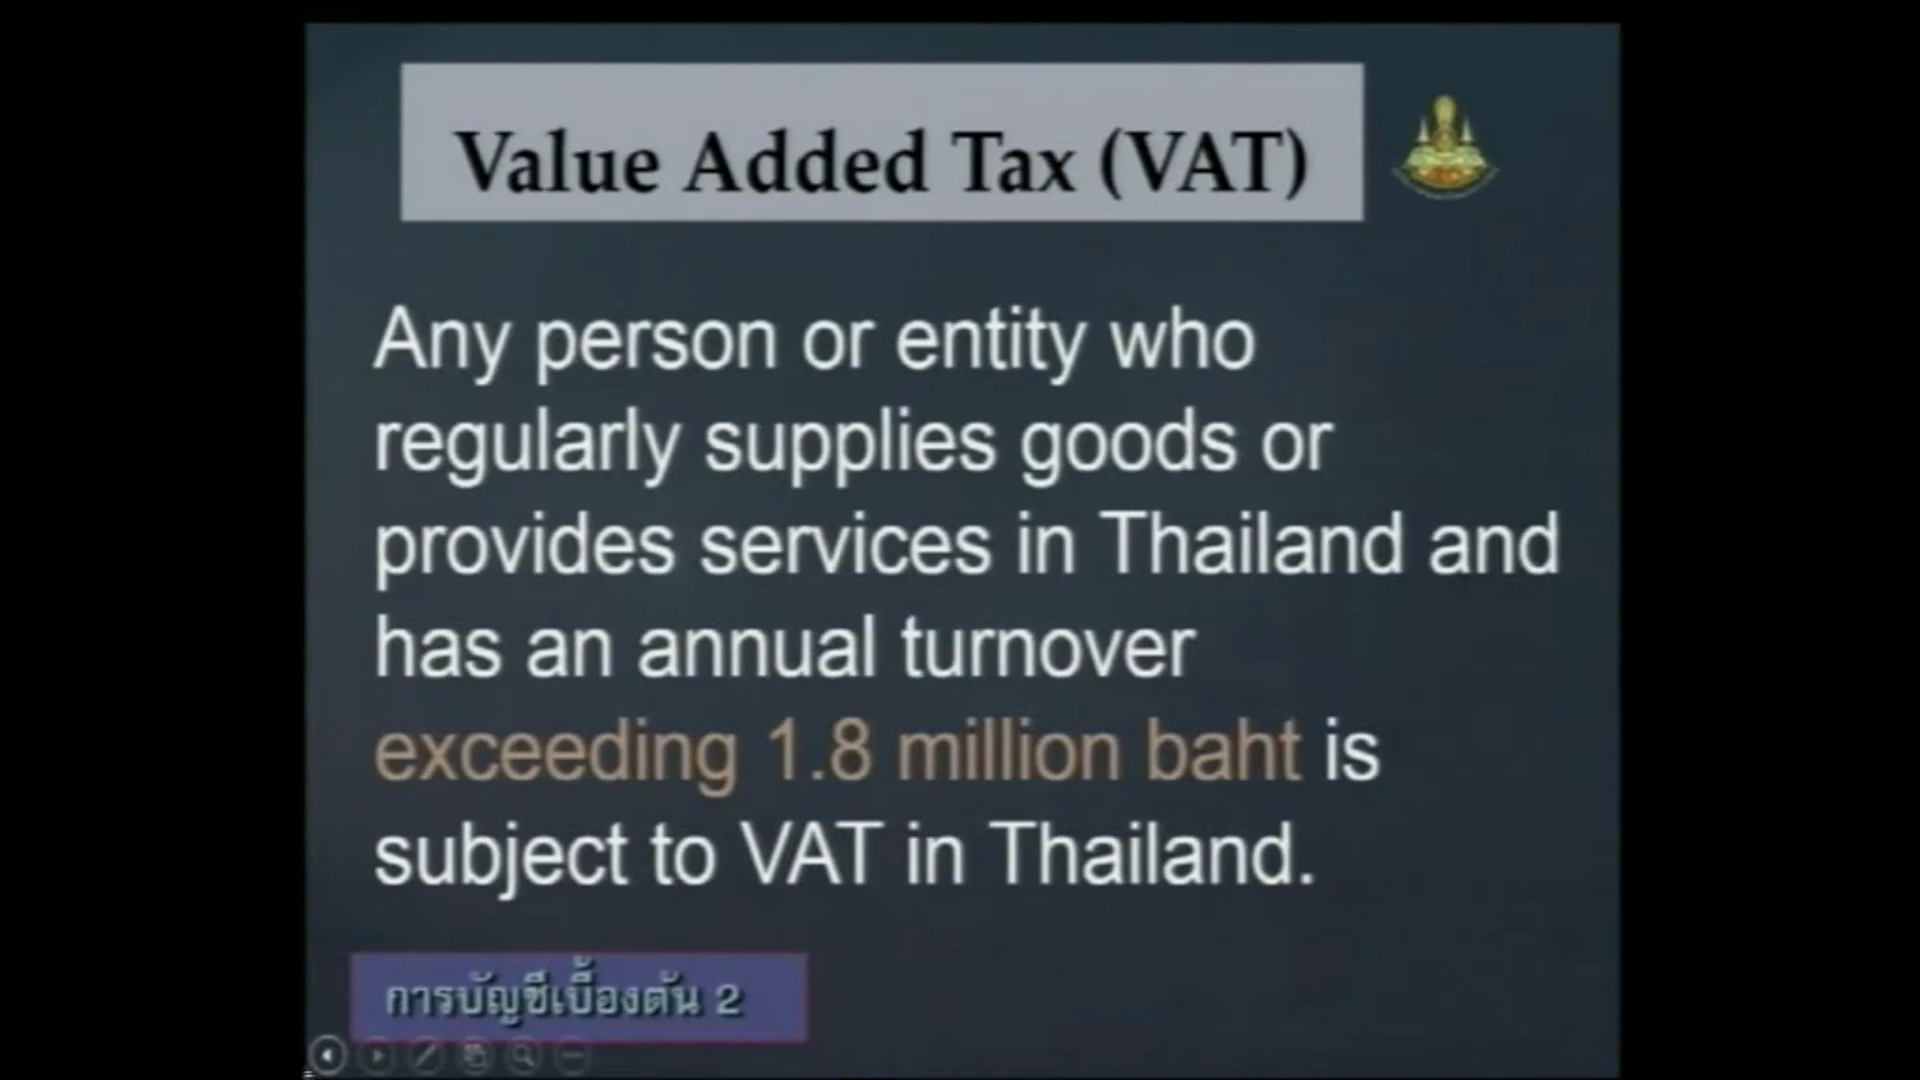 Value Added Tax (VAT)
Any person or entity who
regularly supplies goods or
provides services in Thailand and
has an annual turnover
exceeding 1.8 million baht is
subject to VAT in Thailand.
การบัญชีเบื้องต้น 2